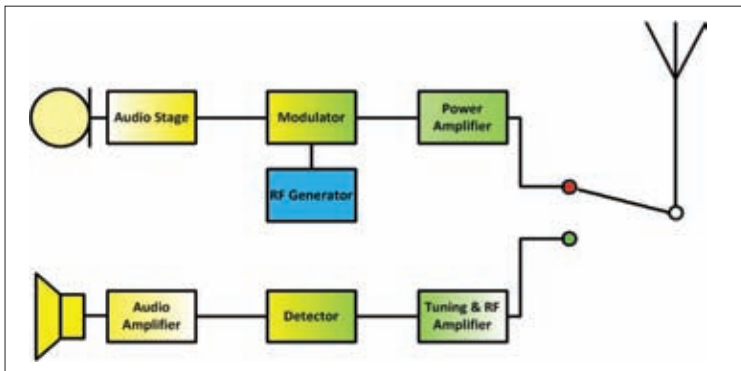 Audio Stage
Modulator
Power
Amplifier
RF Generator
Audio
Amplifier
Detector
Tuning & RF
Amplifier